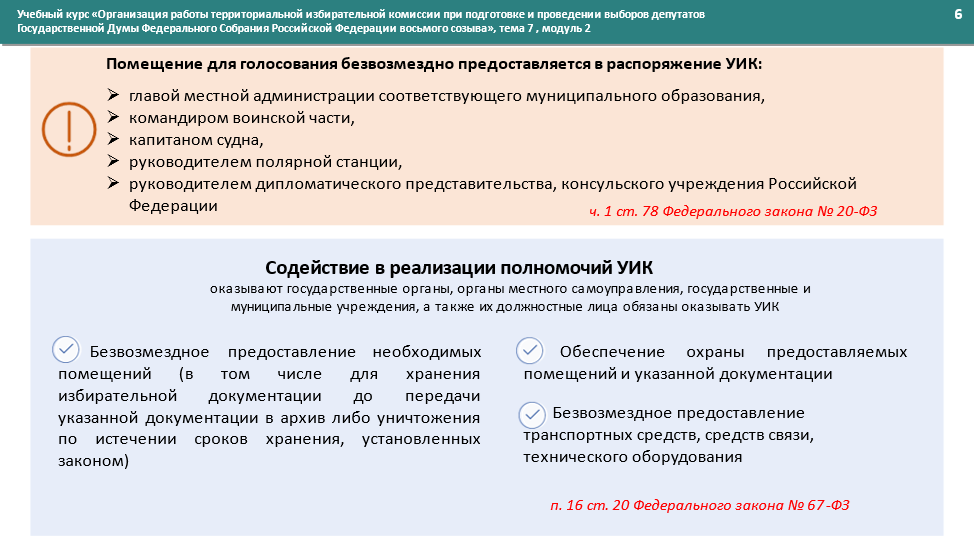 Учебный курс «Организация работы территориальной избирательной комиссии при подготовке и проведении выборов депутатов
Государственной Думы Федерального Собрания Российской Федерации восьмого созыва», тема 7 , модуль 2
6
Помещение для голосования безвозмездно предоставляется в распоряжение УИК:
главой местной администрации соответствующего муниципального образования,
командиром воинской части,
капитаном судна,
руководителем полярной станции,
руководителем дипломатического представительства, консульского учреждения Российской
Федерации
ч. 1 ст. 78 Федерального закона № 20-ФЗ
Содействие в реализации полномочий УИК
оказывают государственные органы, органы местного самоуправления, государственные и
муниципальные учреждения, а также их должностные лица обязаны оказывать УИК
Безвозмездное предоставление необходимых
помещений (в том числе для хранения
избирательной документации до передачи
указанной документации в архив либо уничтожения
по истечении сроков хранения, установленных
законом)
Обеспечение охраны предоставляемых
помещений и указанной документации
Безвозмездное предоставление
транспортных средств, средств связи,
технического оборудования
п. 16 ст. 20 Федерального закона № 67-ФЗ